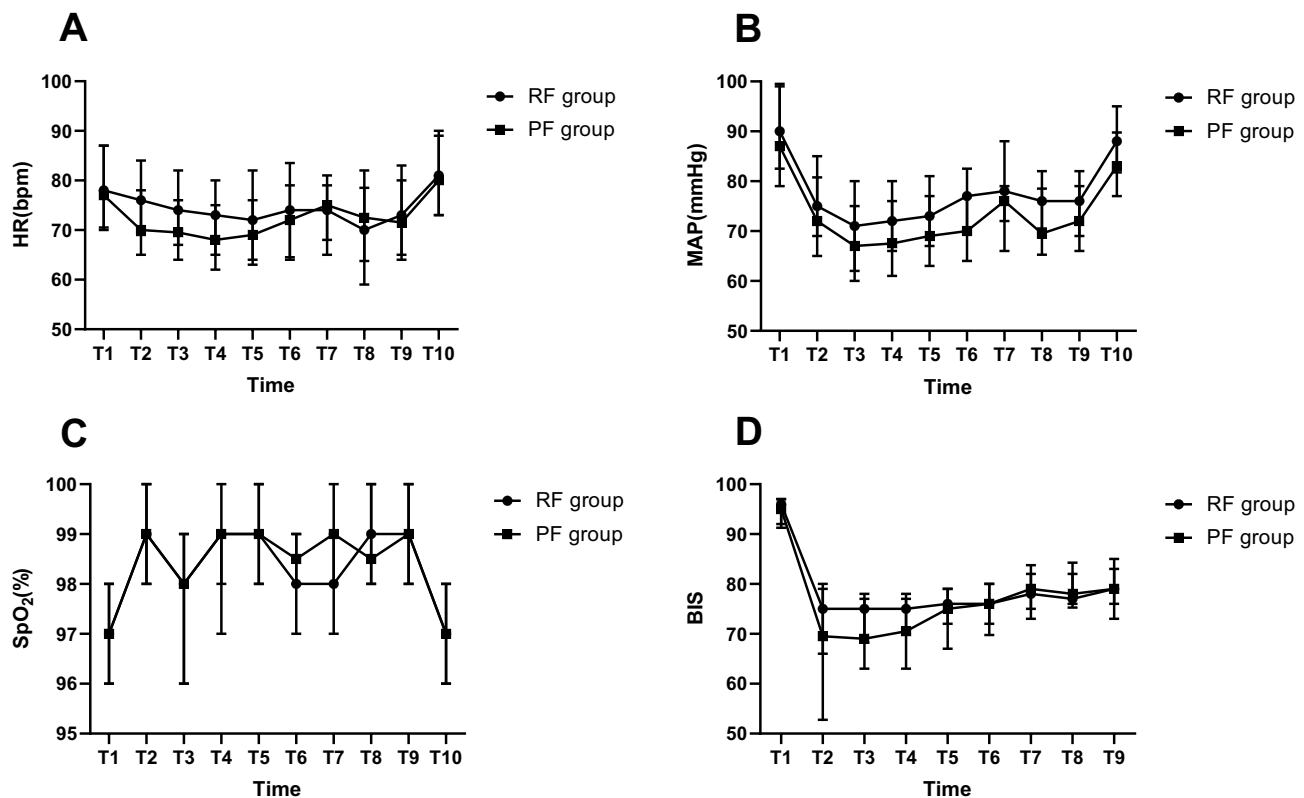 A
HR(bpm)
100
90
80
70
60
50
T1 T2 T3 T4 T5 T6 T7 T8 T9 T10
Time
RF group
PF group
B
MAP(mmHg)
100
90
80
70
60
50
T1 T2 T3 T4 T5 T6 T7 T8 T9 T10
Time
RF group
PF group
C
SpO₂(%)
100
99
98
97
96
95
T1 T2 T3 T4 T5 T6 T7 T8 T9 T10
Time
RF group
PF group
D
BIS
100
90
80
70
60
50
T1 T2 T3 T4 T5 T6 T7 T8 T9
Time
RF group
PF group